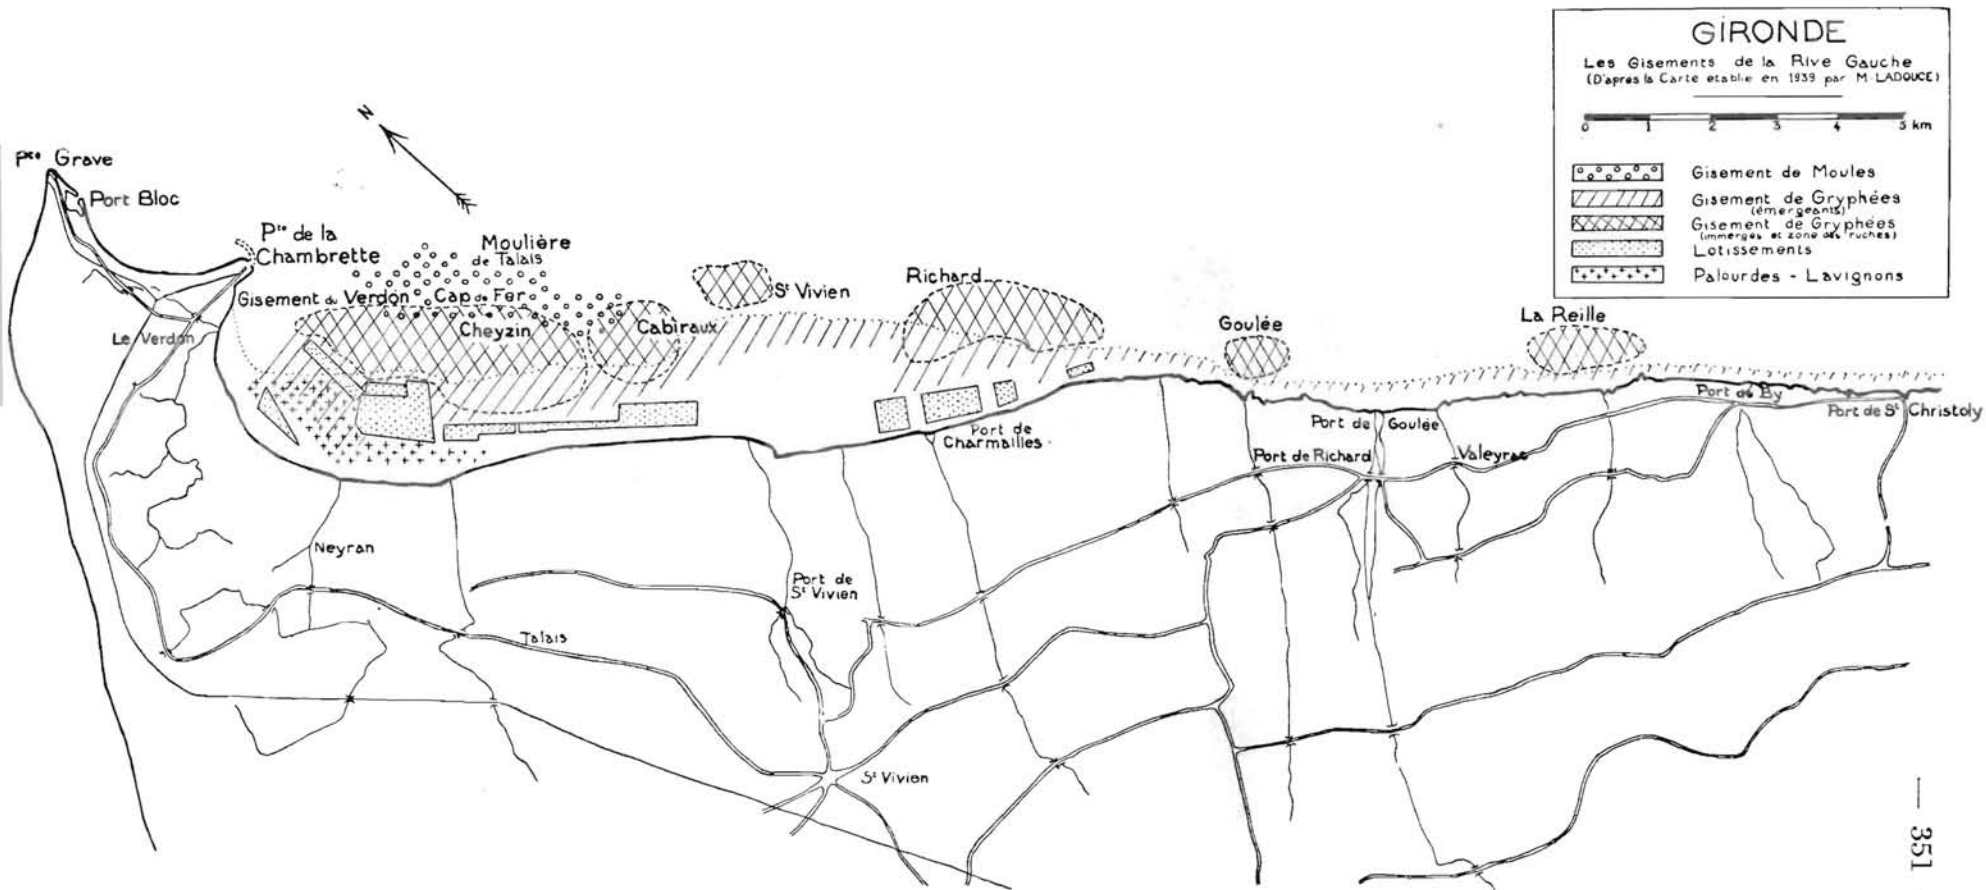 GIRONDE
Les Gisements de la Rive Gauche
(D'après la Carte etablie en 1939 par M. LADOUCE)
0 1 2 3 4 5 km
Gisement de Moules
Gisement de Gryphées
(émergeants)
Gisement de Gryphées
(immergés et zone des ruches)
Lotissements
Palourdes - Lavignons
N
Pte Grave
Port Bloc
Pte de la
Chambrette
Moulière
de Talais
Gisement du Verdon
Cap de Fer
Cheyzin
Le Verdon
Cabiraux
St Vivien
Richard
Goulée
La Reille
Port de
Charmailles
Port de Goulée
Port de Richard
Valeyrac
Port de By
Port de St Christoly
Neyran
Talais
Port de
St Vivien
St Vivien
— 351